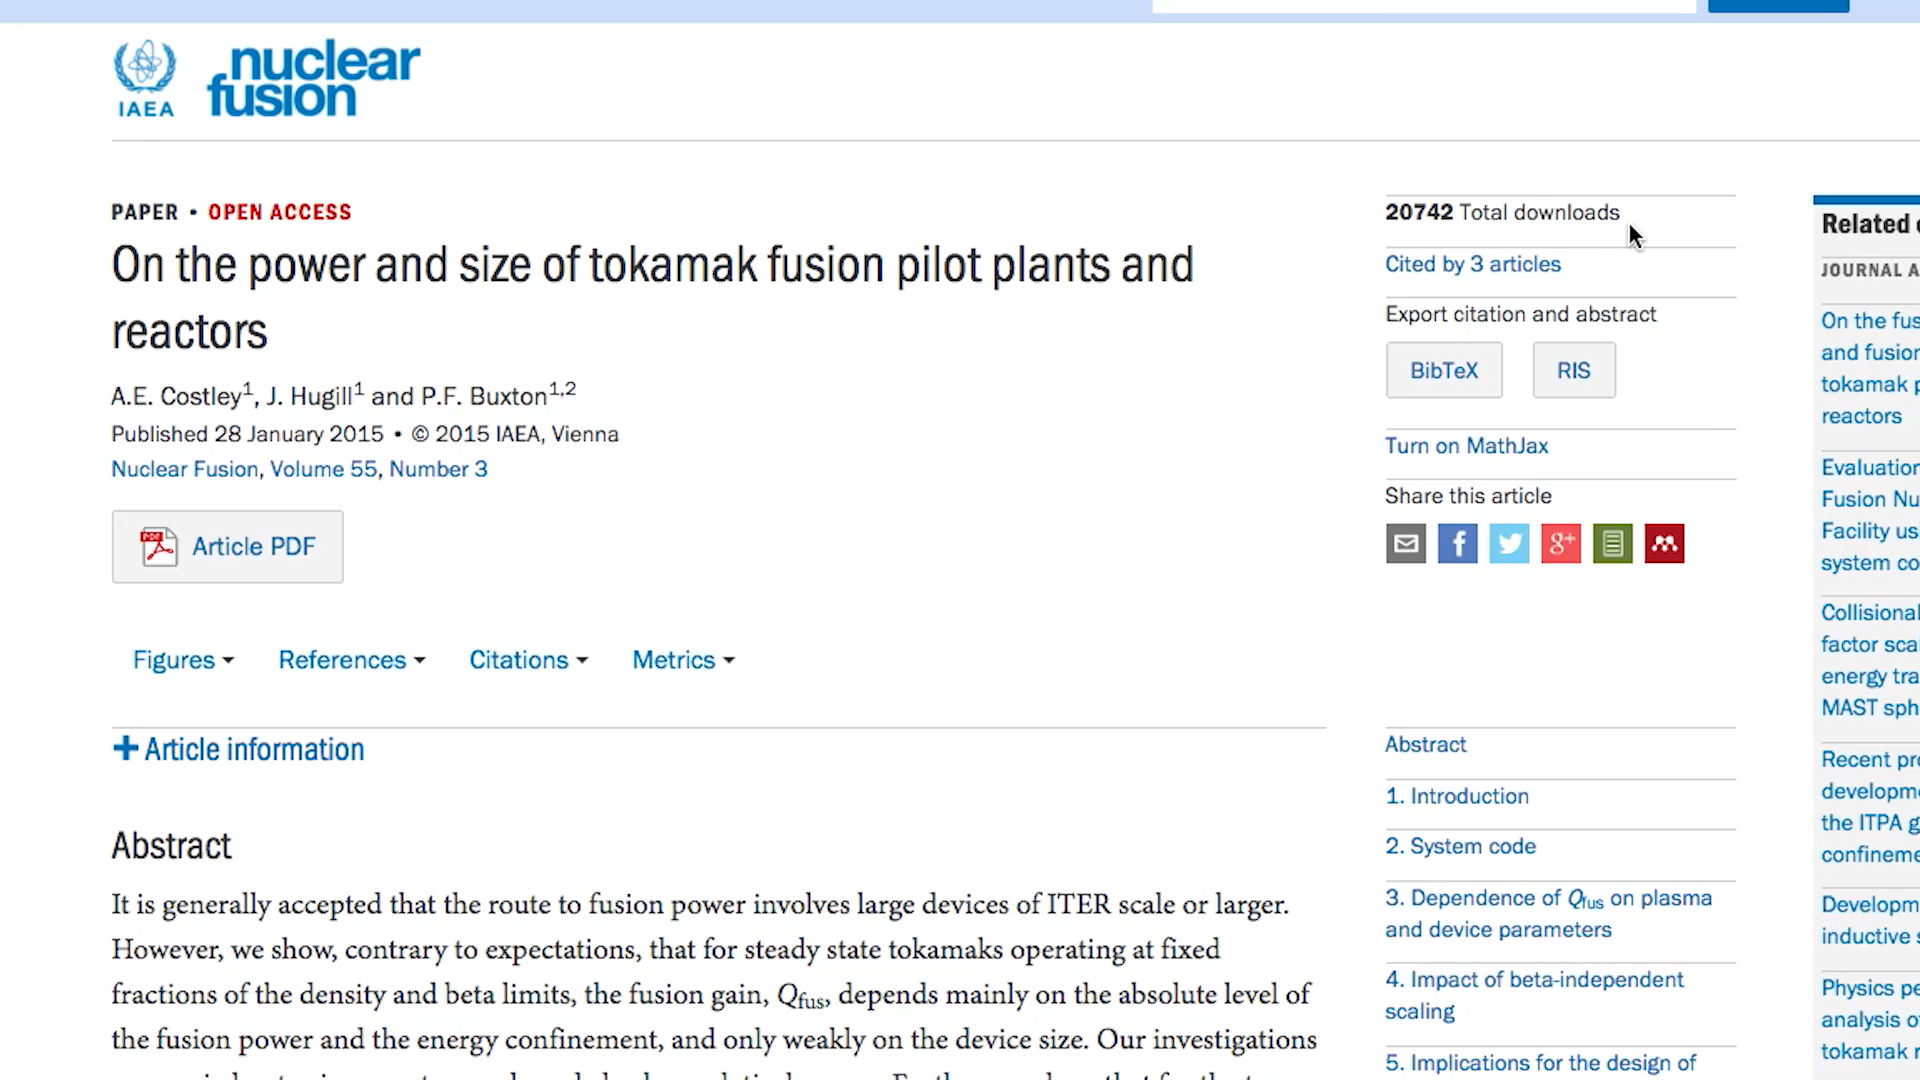 IAEA
nuclear
fusion
PAPER • OPEN ACCESS
On the power and size of tokamak fusion pilot plants and
reactors
A.E. Costley1, J. Hugill1 and P.F. Buxton1,2
Published 28 January 2015 • © 2015 IAEA, Vienna
Nuclear Fusion, Volume 55, Number 3
PDF
Article PDF
Figures
References
Citations
Metrics
+ Article information
Abstract
It is generally accepted that the route to fusion power involves large devices of ITER scale or larger.
However, we show, contrary to expectations, that for steady state tokamaks operating at fixed
fractions of the density and beta limits, the fusion gain, Qfus, depends mainly on the absolute level of
the fusion power and the energy confinement, and only weakly on the device size. Our investigations
20742 Total downloads
Cited by 3 articles
Export citation and abstract
BibTeX
RIS
Turn on MathJax
Share this article
f
g+
Abstract
1. Introduction
2. System code
3. Dependence of Qfus on plasma
and device parameters
4. Impact of beta-independent
scaling
5. Implications for the design of
Related
JOURNAL A
On the fus
and fusion
tokamak p
reactors
Evaluation
Fusion Nu
Facility us
system co
Collisional
factor sca
energy tra
MAST sph
Recent pro
developme
the ITPA g
confineme
Developm
inductive s
Physics pe
analysis o
tokamak r